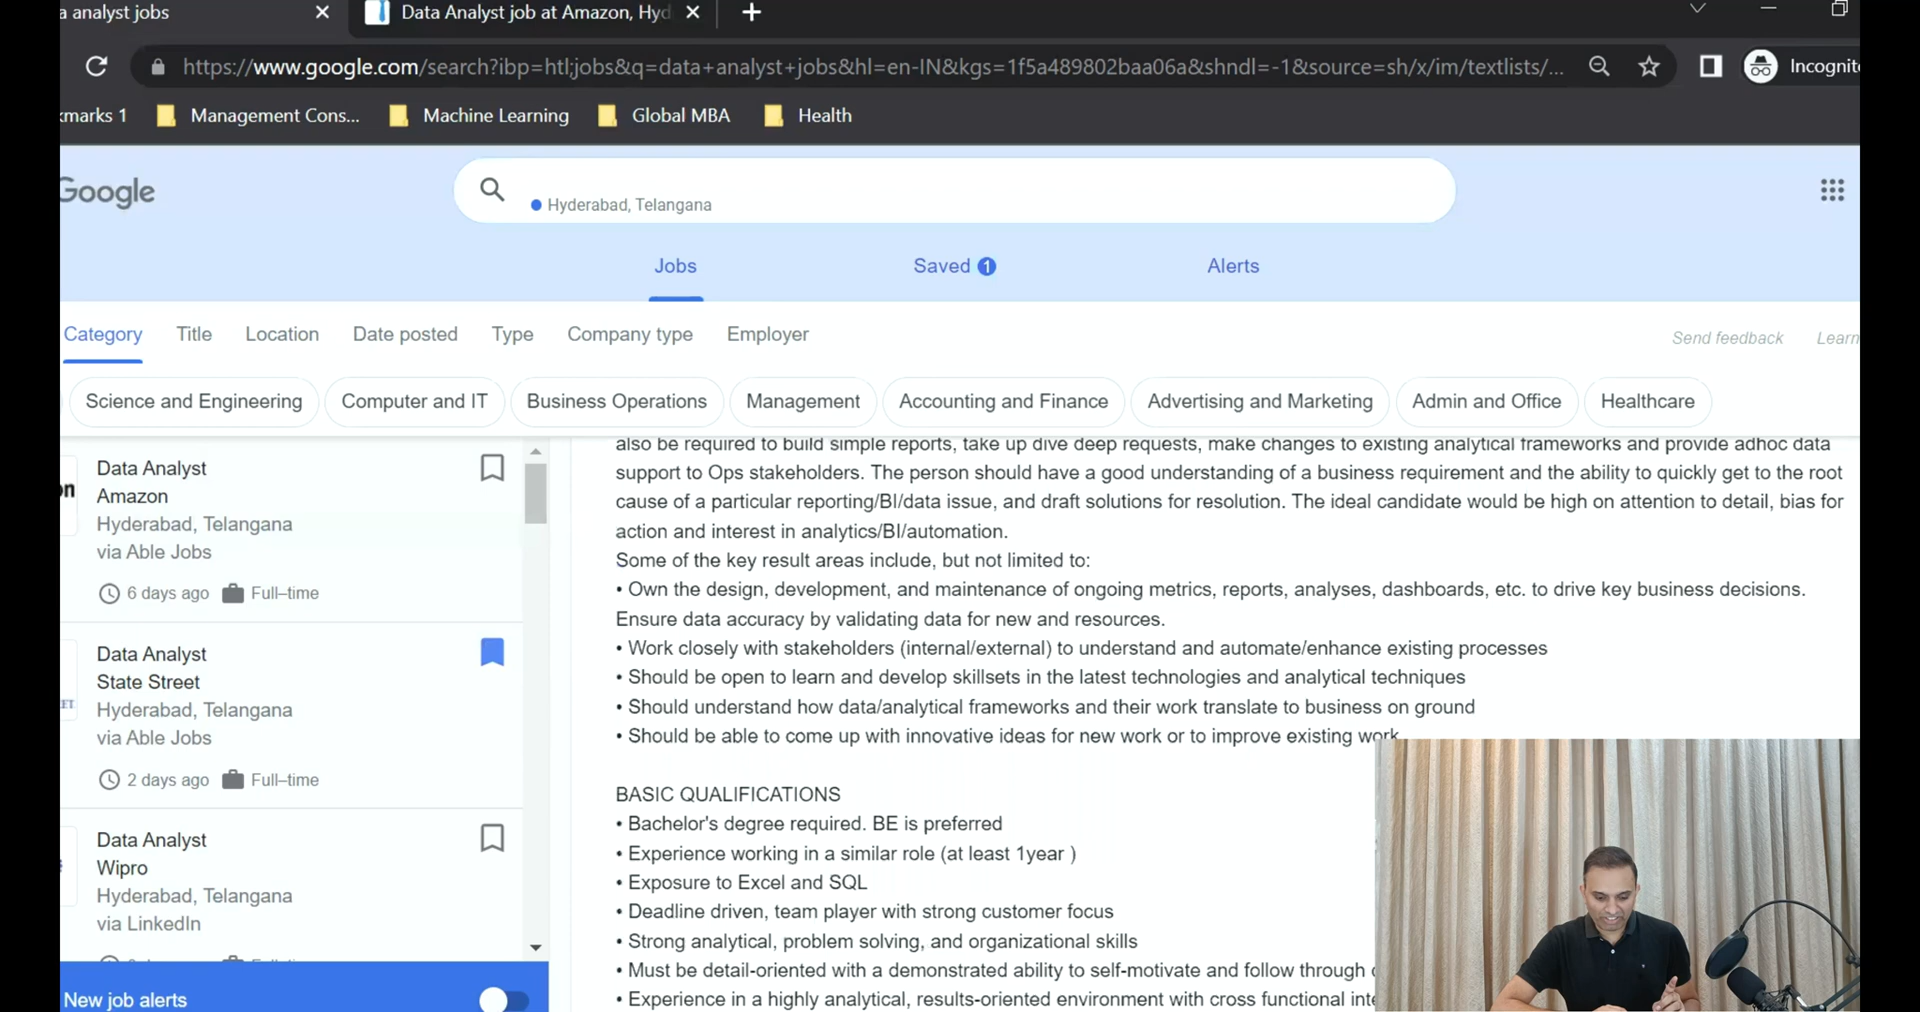 a analyst jobs
Data Analyst job at Amazon, Hyd
https://www.google.com/search?ibp=htl;jobs&q=data+analyst+jobs&hl=en-IN&kgs=1f5a489802baa06a&shndl=-1&source=sh/x/im/textlists/...
Incognito
kmarks 1
Management Cons...
Machine Learning
Global MBA
Health
Google
Hyderabad, Telangana
Jobs
Saved 1
Alerts
Category
Title
Location
Date posted
Type
Company type
Employer
Send feedback
Learn
Science and Engineering
Computer and IT
Business Operations
Management
Accounting and Finance
Advertising and Marketing
Admin and Office
Healthcare
Data Analyst
Amazon
Hyderabad, Telangana
via Able Jobs
6 days ago
Full–time
Data Analyst
State Street
Hyderabad, Telangana
via Able Jobs
2 days ago
Full–time
Data Analyst
Wipro
Hyderabad, Telangana
via LinkedIn
New job alerts
also be required to build simple reports, take up dive deep requests, make changes to existing analytical frameworks and provide adhoc data
support to Ops stakeholders. The person should have a good understanding of a business requirement and the ability to quickly get to the root
cause of a particular reporting/BI/data issue, and draft solutions for resolution. The ideal candidate would be high on attention to detail, bias for
action and interest in analytics/BI/automation.
Some of the key result areas include, but not limited to:
• Own the design, development, and maintenance of ongoing metrics, reports, analyses, dashboards, etc. to drive key business decisions.
Ensure data accuracy by validating data for new and resources.
• Work closely with stakeholders (internal/external) to understand and automate/enhance existing processes
• Should be open to learn and develop skillsets in the latest technologies and analytical techniques
• Should understand how data/analytical frameworks and their work translate to business on ground
• Should be able to come up with innovative ideas for new work or to improve existing work
BASIC QUALIFICATIONS
• Bachelor's degree required. BE is preferred
• Experience working in a similar role (at least 1year )
• Exposure to Excel and SQL
• Deadline driven, team player with strong customer focus
• Strong analytical, problem solving, and organizational skills
• Must be detail-oriented with a demonstrated ability to self-motivate and follow through
• Experience in a highly analytical, results-oriented environment with cross functional